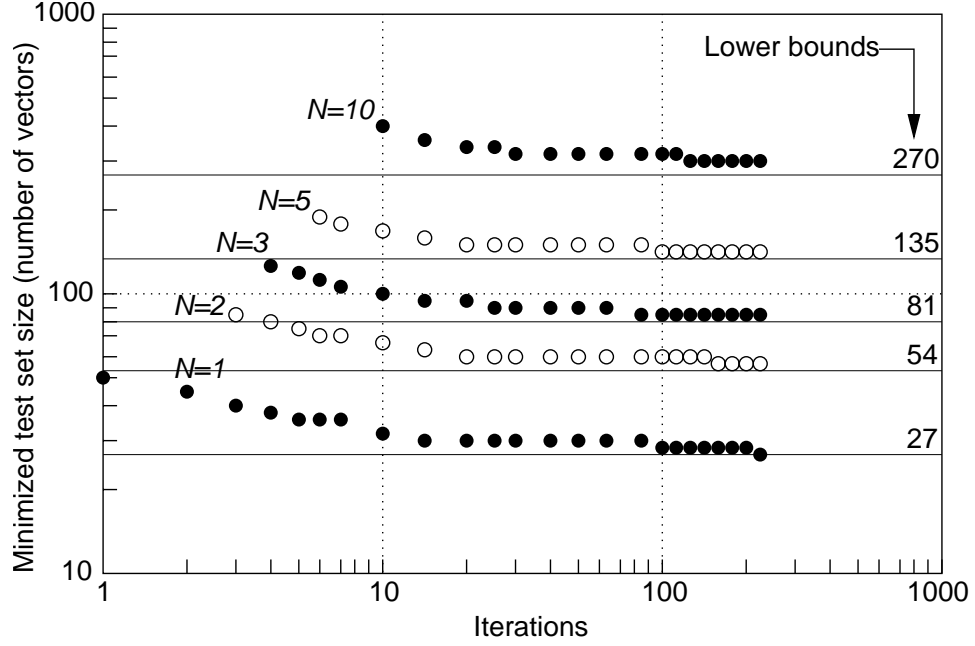 Minimized test set size (number of vectors)
1000
Lower bounds
N=10
270
N=5
N=3
135
100
N=2
81
N=1
54
27
10
1
10
100
1000
Iterations